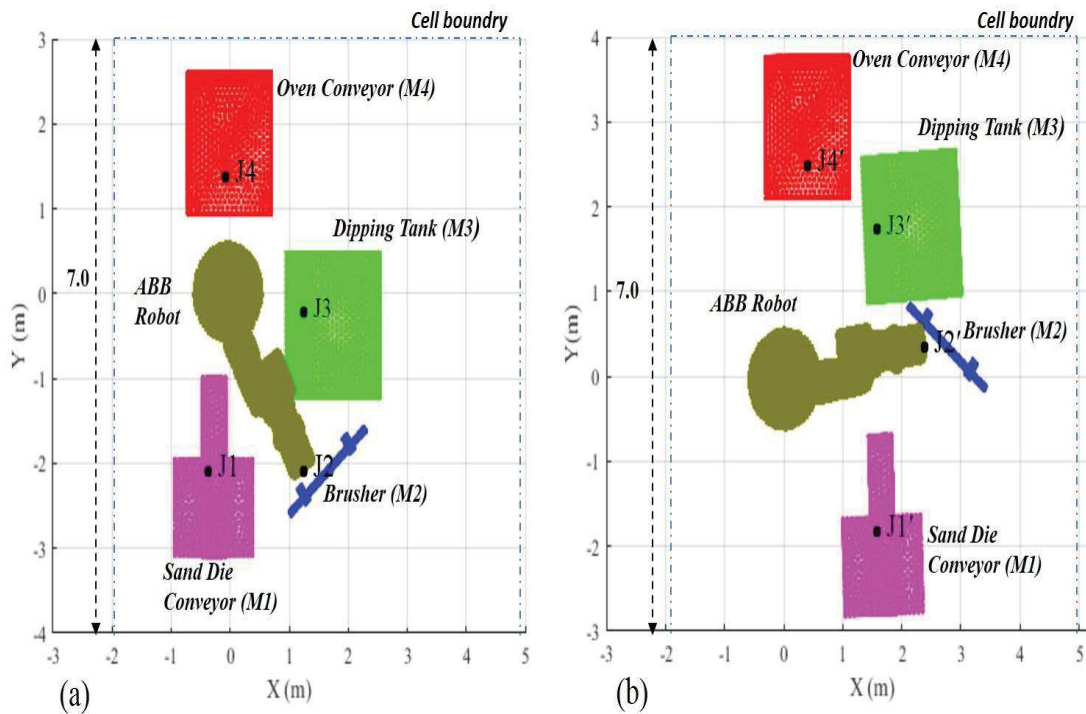 Cell boundry
3
2
1
0
-1
-2
-3
-4
Y (m)
7.0
Oven Conveyor (M4)
J4
Dipping Tank (M3)
ABB
Robot
J3
J1
J2
Brusher (M2)
Sand Die
Conveyor (M1)
-3 -2 -1 0 1 2 3 4 5
X (m)
(a)
Cell boundry
4
3
2
1
0
-1
-2
-3
Y(m)
7.0
Oven Conveyor (M4)
Dipping Tank (M3)
J4′
J3′
ABB Robot
Brusher (M2)
J2′
J1′
Sand Die
Conveyor (M1)
-3 -2 -1 0 1 2 3 4 5
X (m)
(b)